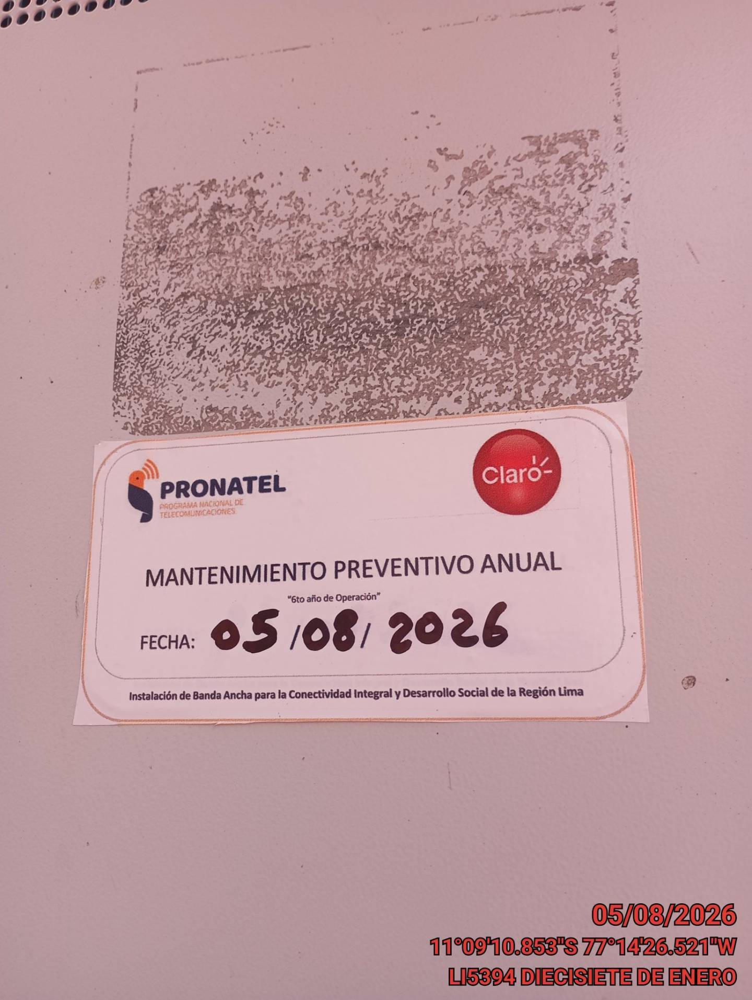 PRONATEL
PROGRAMA NACIONAL DE
TELECOMUNICACIONES
Claro
MANTENIMIENTO PREVENTIVO ANUAL
"6to año de Operación"
FECHA: 05/08/2026
Instalación de Banda Ancha para la Conectividad Integral y Desarrollo Social de la Región Lima
05/08/2026
11°09'10.853"S 77°14'26.521"W
LI5394 DIECISIETE DE ENERO